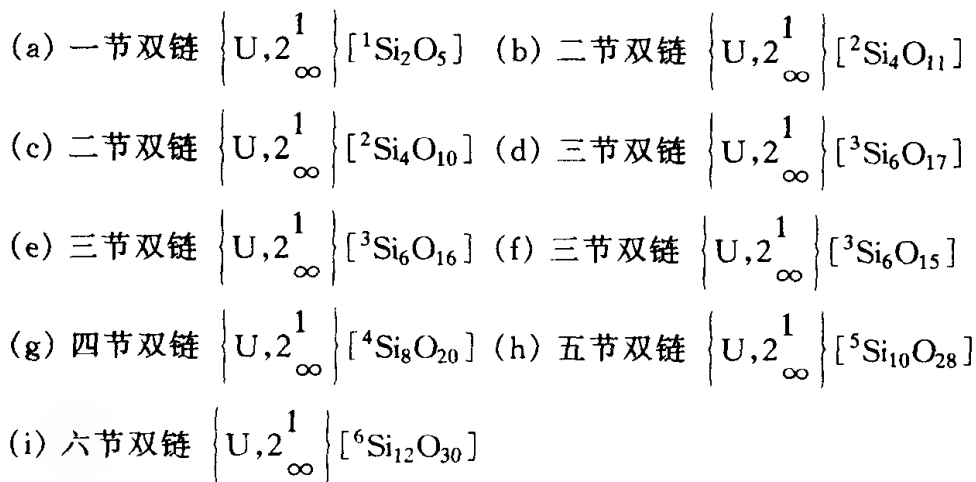 (a) 一节双链 {U,2¹∞}[¹Si₂O₅] (b) 二节双链 {U,2¹∞}[²Si₄O₁₁]
(c) 二节双链 {U,2¹∞}[²Si₄O₁₀] (d) 三节双链 {U,2¹∞}[³Si₆O₁₇]
(e) 三节双链 {U,2¹∞}[³Si₆O₁₆] (f) 三节双链 {U,2¹∞}[³Si₆O₁₅]
(g) 四节双链 {U,2¹∞}[⁴Si₈O₂₀] (h) 五节双链 {U,2¹∞}[⁵Si₁₀O₂₈]
(i) 六节双链 {U,2¹∞}[⁶Si₁₂O₃₀]